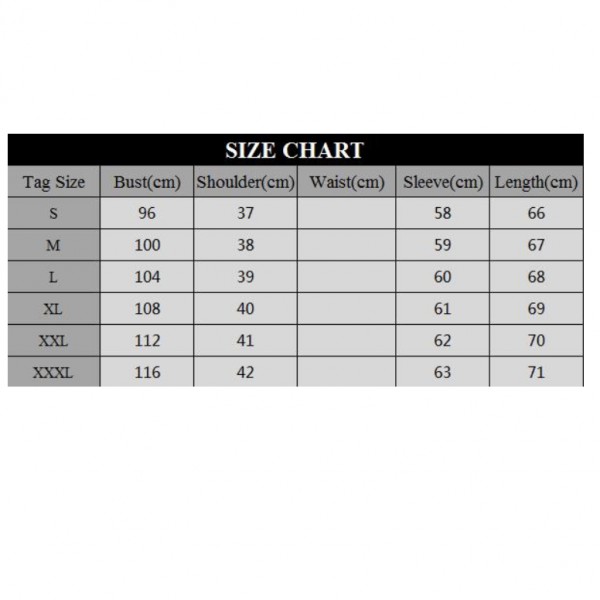 SIZE CHART
Tag Size Bust(cm) Shoulder(cm) Waist(cm) Sleeve(cm) Length(cm)
S 96 37 58 66
M 100 38 59 67
L 104 39 60 68
XL 108 40 61 69
XXL 112 41 62 70
XXXL 116 42 63 71